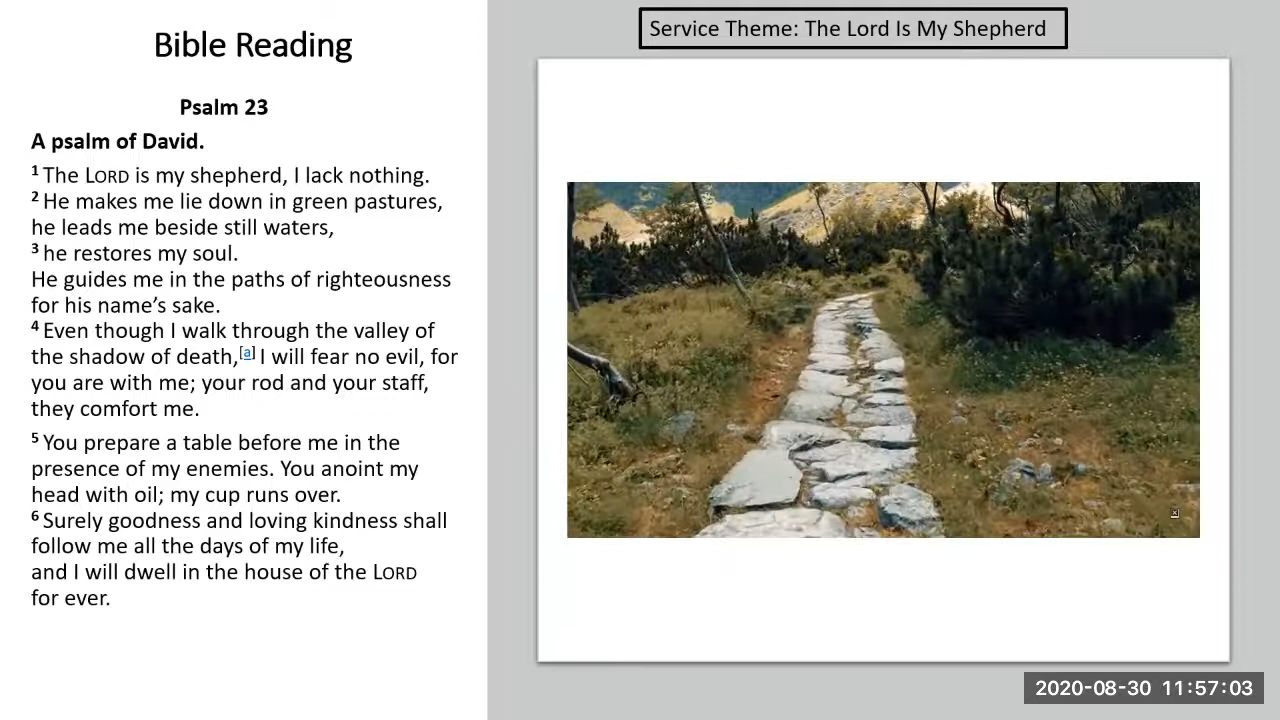 Bible Reading
Psalm 23
A psalm of David.
1 The LORD is my shepherd, I lack nothing.
2 He makes me lie down in green pastures,
he leads me beside still waters,
3 he restores my soul.
He guides me in the paths of righteousness
for his name’s sake.
4 Even though I walk through the valley of
the shadow of death,[a] I will fear no evil, for
you are with me; your rod and your staff,
they comfort me.
5 You prepare a table before me in the
presence of my enemies. You anoint my
head with oil; my cup runs over.
6 Surely goodness and loving kindness shall
follow me all the days of my life,
and I will dwell in the house of the LORD
for ever.
Service Theme: The Lord Is My Shepherd
2020-08-30 11:57:03